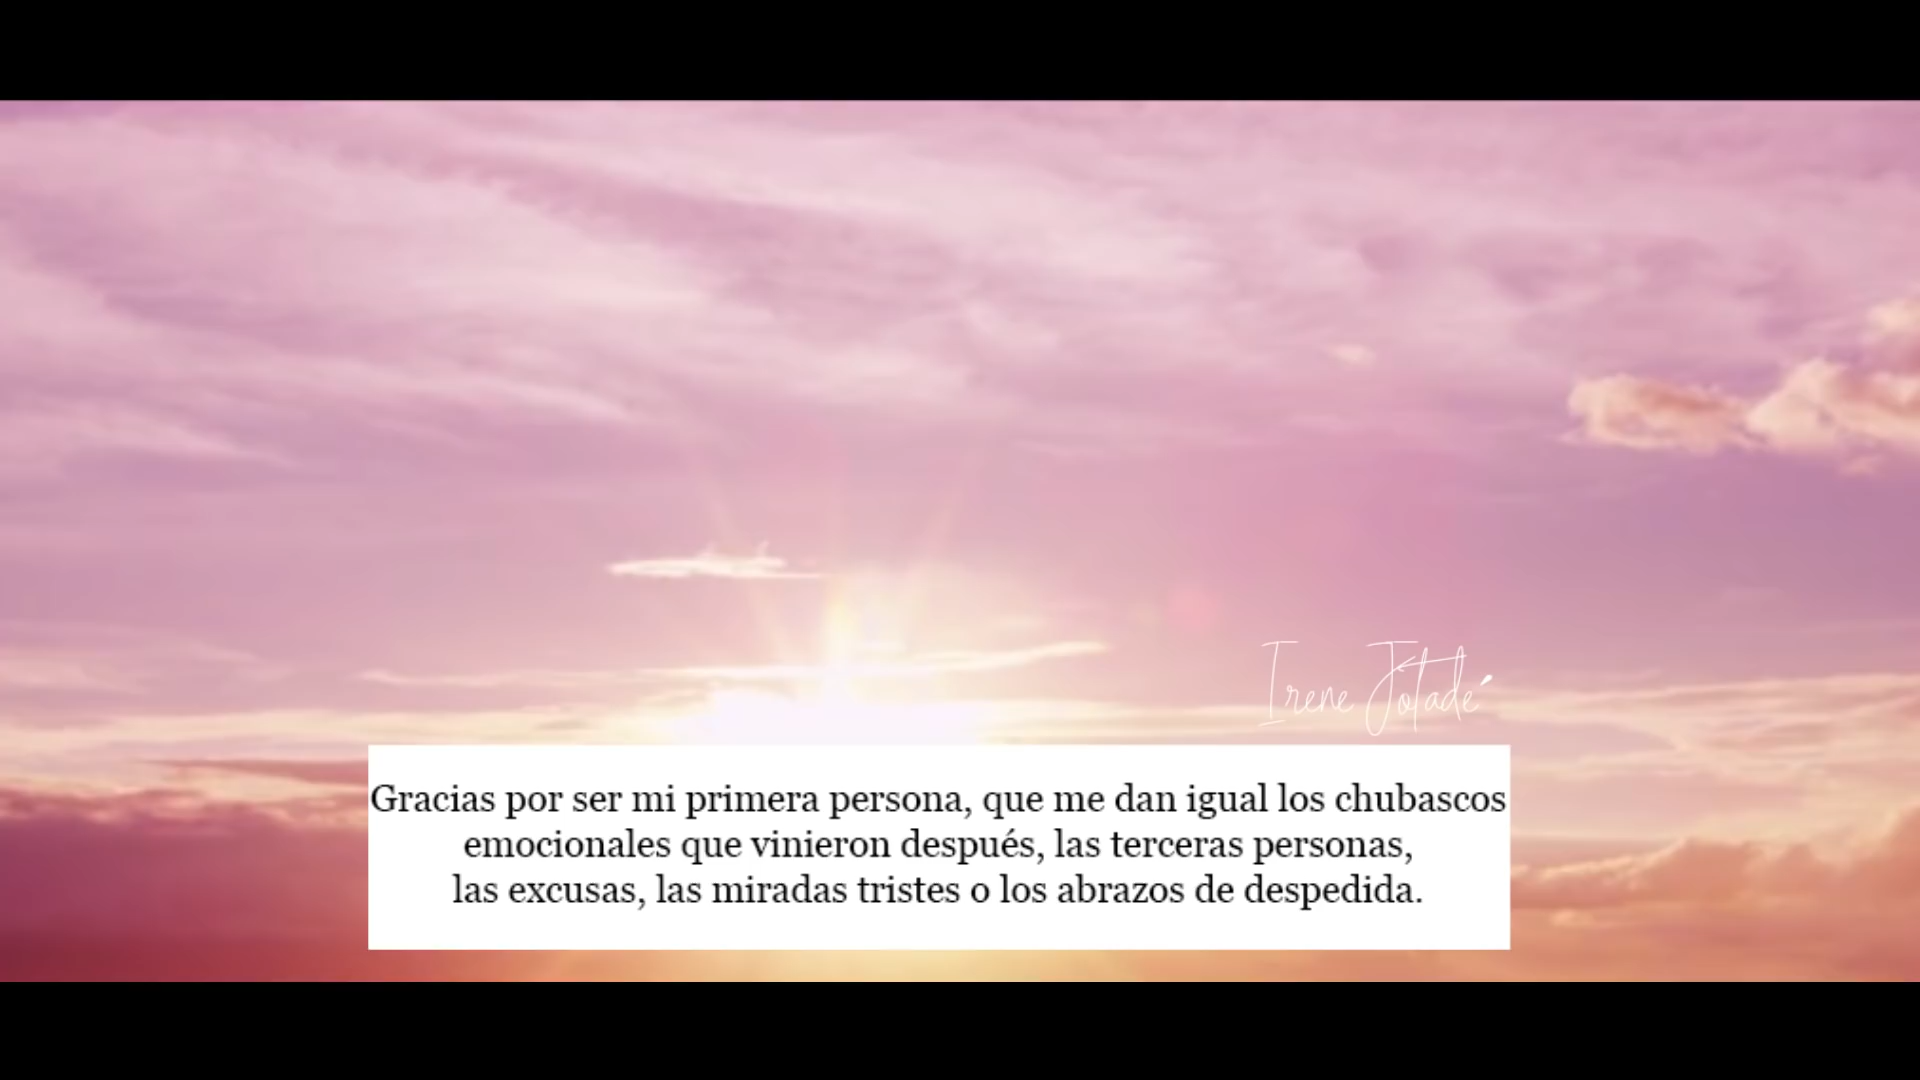 Irene Jotadé
Gracias por ser mi primera persona, que me dan igual los chubascos
emocionales que vinieron después, las terceras personas,
las excusas, las miradas tristes o los abrazos de despedida.